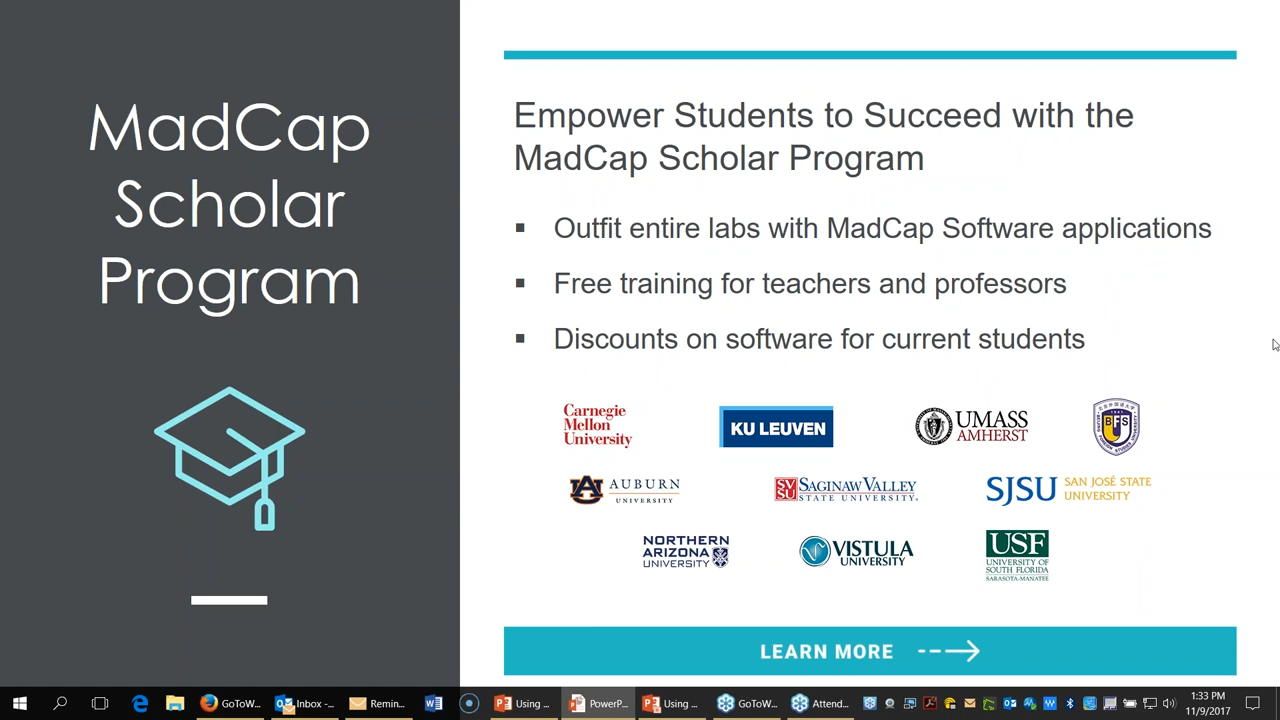 MadCap
Scholar
Program
Empower Students to Succeed with the
MadCap Scholar Program
Outfit entire labs with MadCap Software applications
Free training for teachers and professors
Discounts on software for current students
Carnegie
Mellon
University
KU LEUVEN
UMASS
AMHERST
BFS
AUBURN
UNIVERSITY
SVSU
SAGINAW VALLEY
STATE UNIVERSITY.
SJSU
SAN JOSÉ STATE
UNIVERSITY
NORTHERN
ARIZONA
UNIVERSITY
VISTULA
UNIVERSITY
USF
UNIVERSITY OF
SOUTH FLORIDA
SARASOTA-MANATEE
LEARN MORE
GoToW...
Inbox -...
Remin...
Using ...
PowerP...
Using ...
GoToW...
Attend...
1:33 PM
11/9/2017